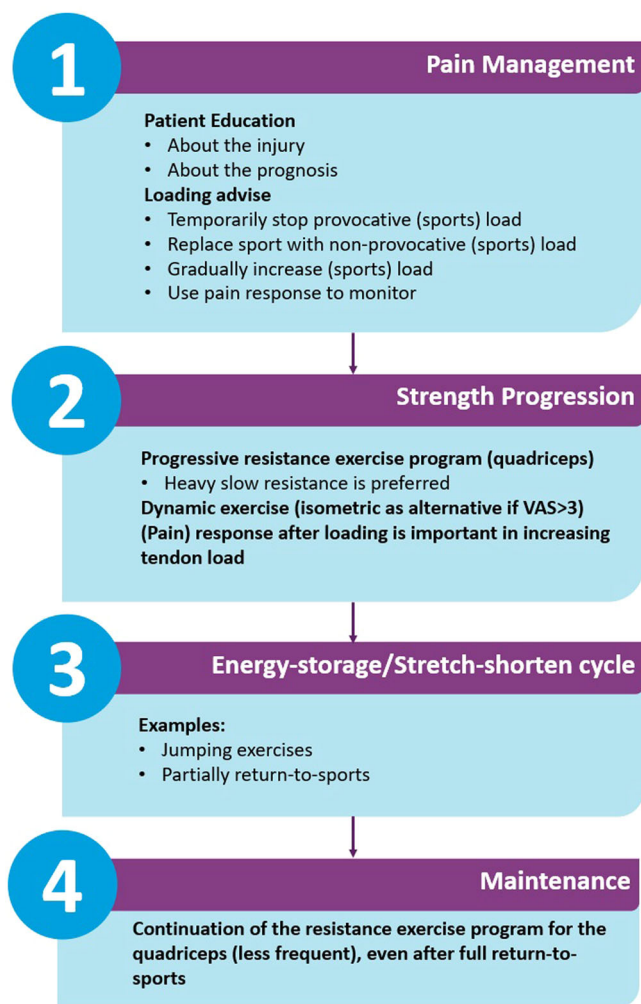 1
Pain Management
Patient Education
• About the injury
• About the prognosis
Loading advise
• Temporarily stop provocative (sports) load
• Replace sport with non-provocative (sports) load
• Gradually increase (sports) load
• Use pain response to monitor
2
Strength Progression
Progressive resistance exercise program (quadriceps)
• Heavy slow resistance is preferred
Dynamic exercise (isometric as alternative if VAS>3)
(Pain) response after loading is important in increasing
tendon load
3
Energy-storage/Stretch-shorten cycle
Examples:
• Jumping exercises
• Partially return-to-sports
4
Maintenance
Continuation of the resistance exercise program for the
quadriceps (less frequent), even after full return-to-
sports